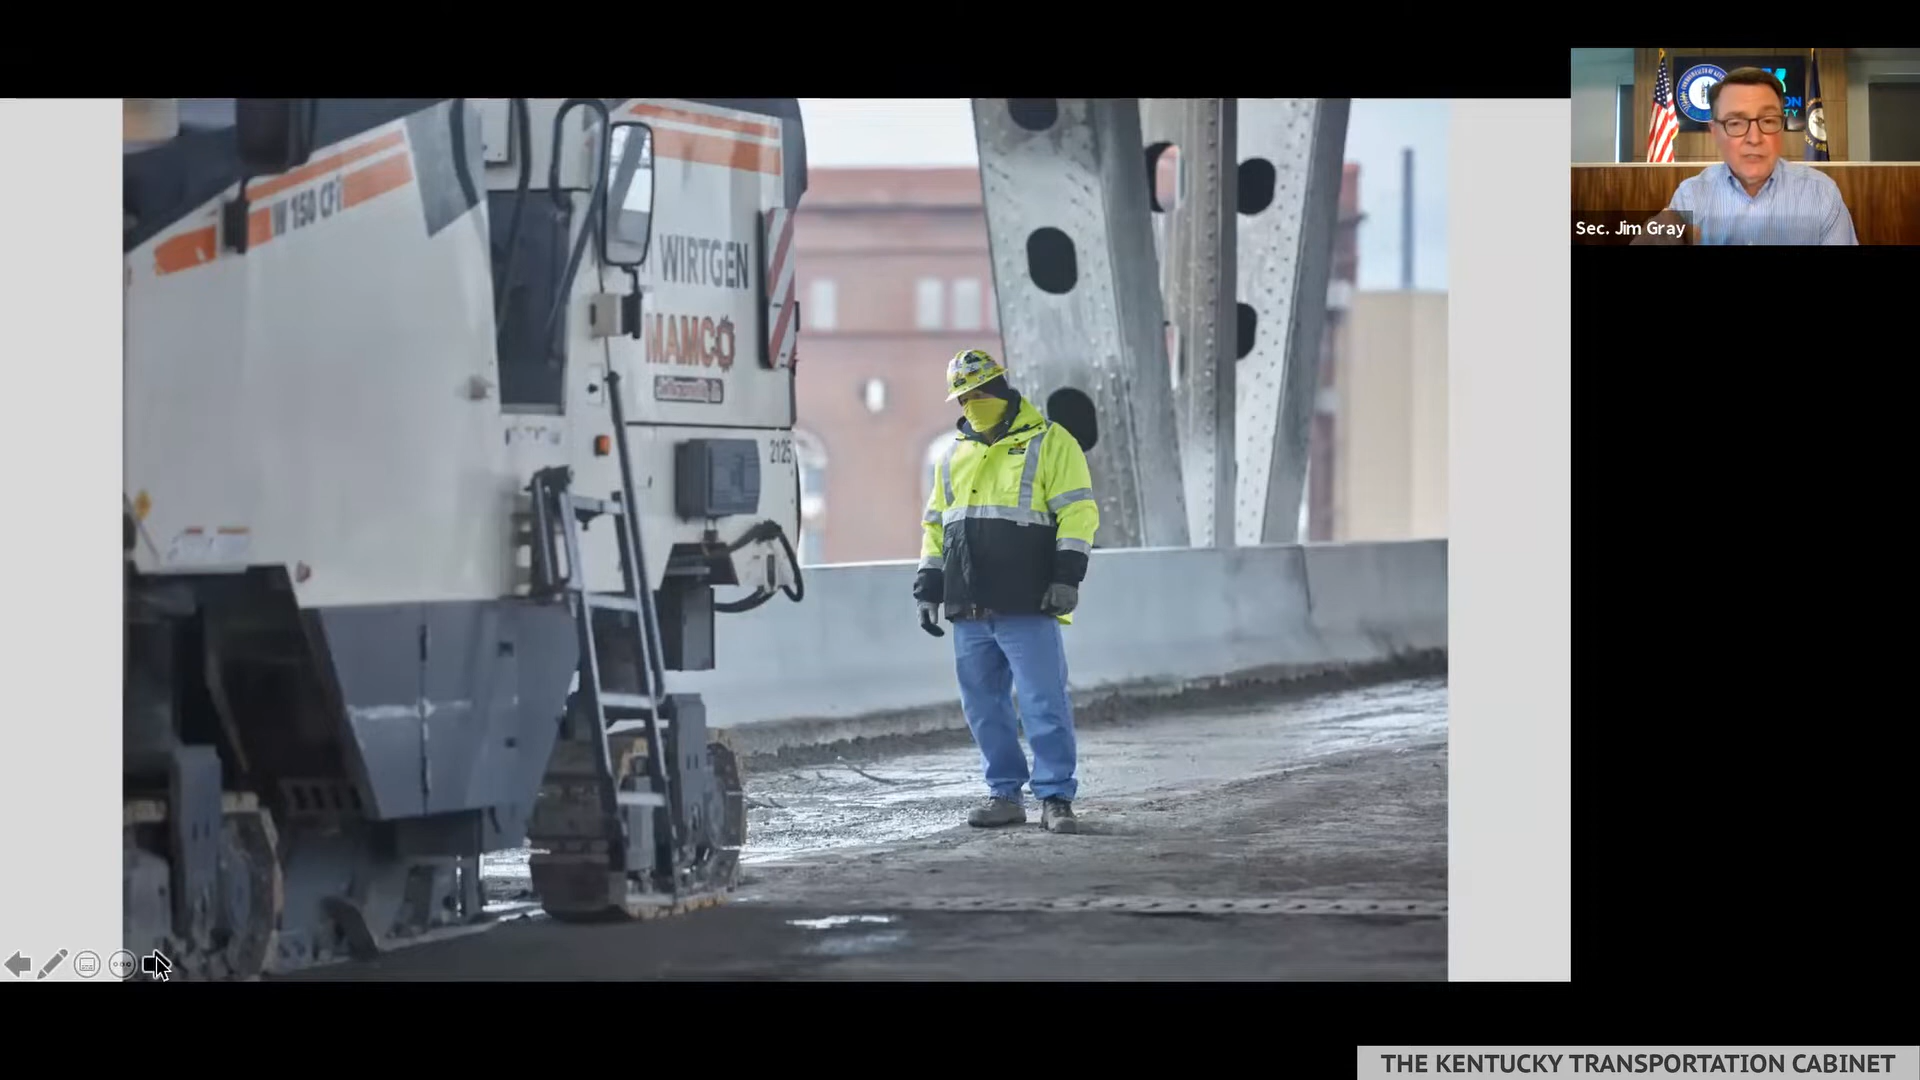 W 150 CFi
WIRTGEN
MAMCO
2125
Sec. Jim Gray
THE KENTUCKY TRANSPORTATION CABINET